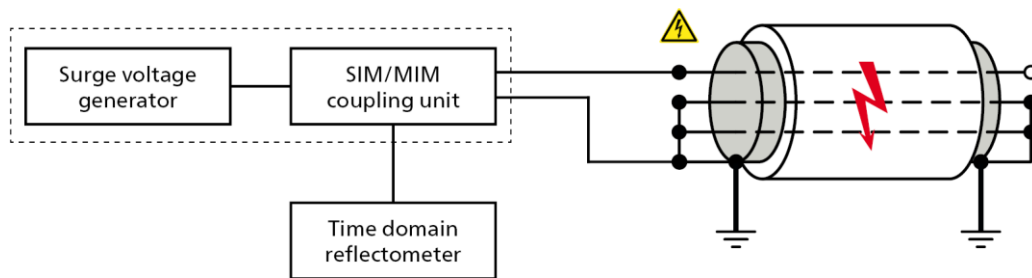 Surge voltage
generator
SIM/MIM
coupling unit
Time domain
reflectometer